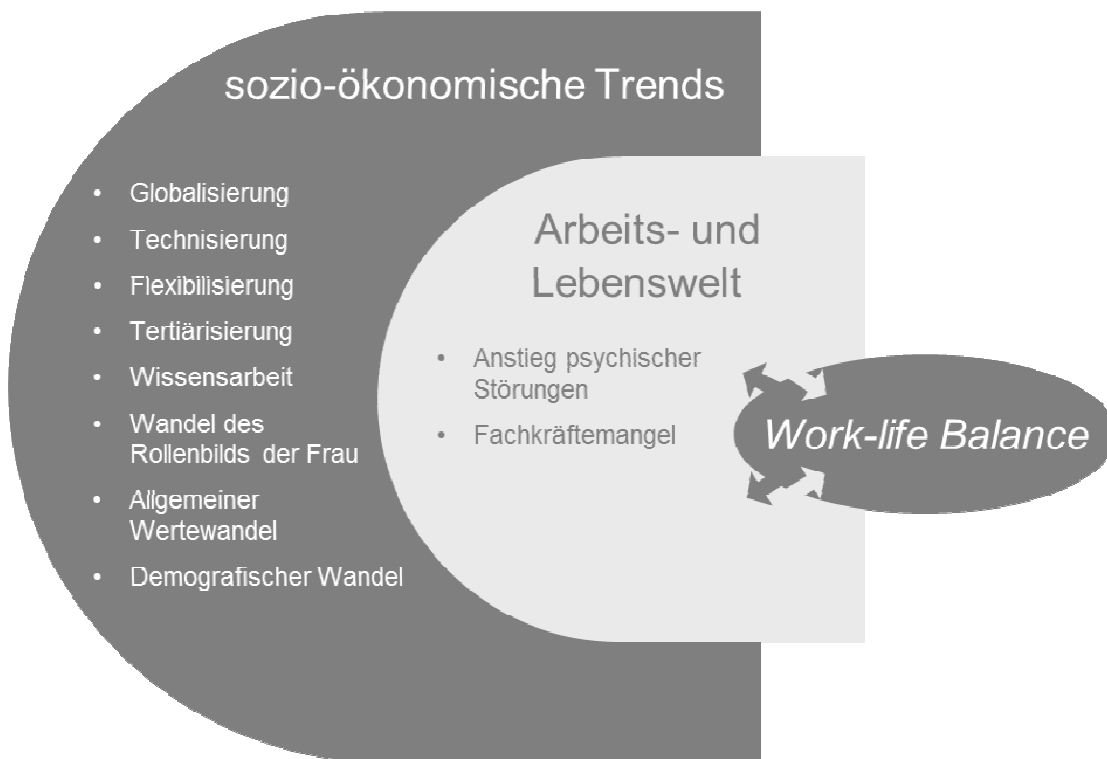 sozio-ökonomische Trends
• Globalisierung
• Technisierung
• Flexibilisierung
• Tertiärisierung
• Wissensarbeit
• Wandel des
Rollenbilds der Frau
• Allgemeiner
Wertewandel
• Demografischer Wandel
Arbeits- und
Lebenswelt
• Anstieg psychischer
Störungen
• Fachkräftemangel
Work-life Balance